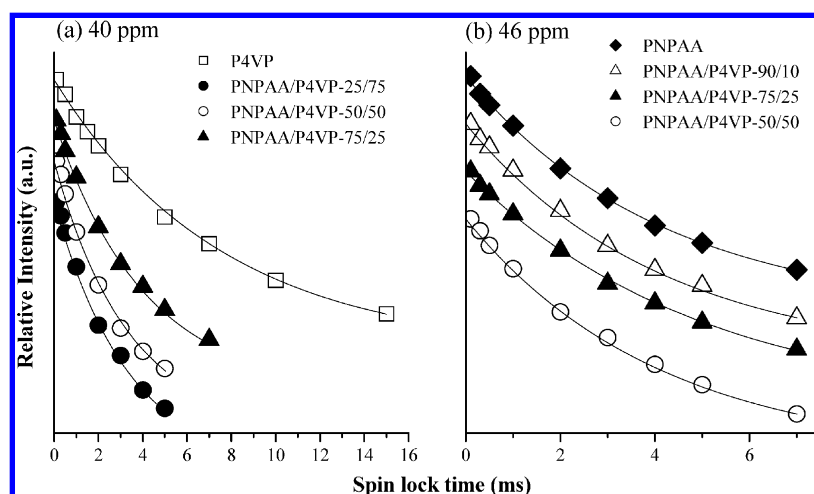 (a) 40 ppm
P4VP
PNPAA/P4VP-25/75
PNPAA/P4VP-50/50
PNPAA/P4VP-75/25
(b) 46 ppm
PNPAA
PNPAA/P4VP-90/10
PNPAA/P4VP-75/25
PNPAA/P4VP-50/50
Relative Intensity (a.u.)
0 2 4 6 8 10 12 14 16
0 2 4 6
Spin lock time (ms)